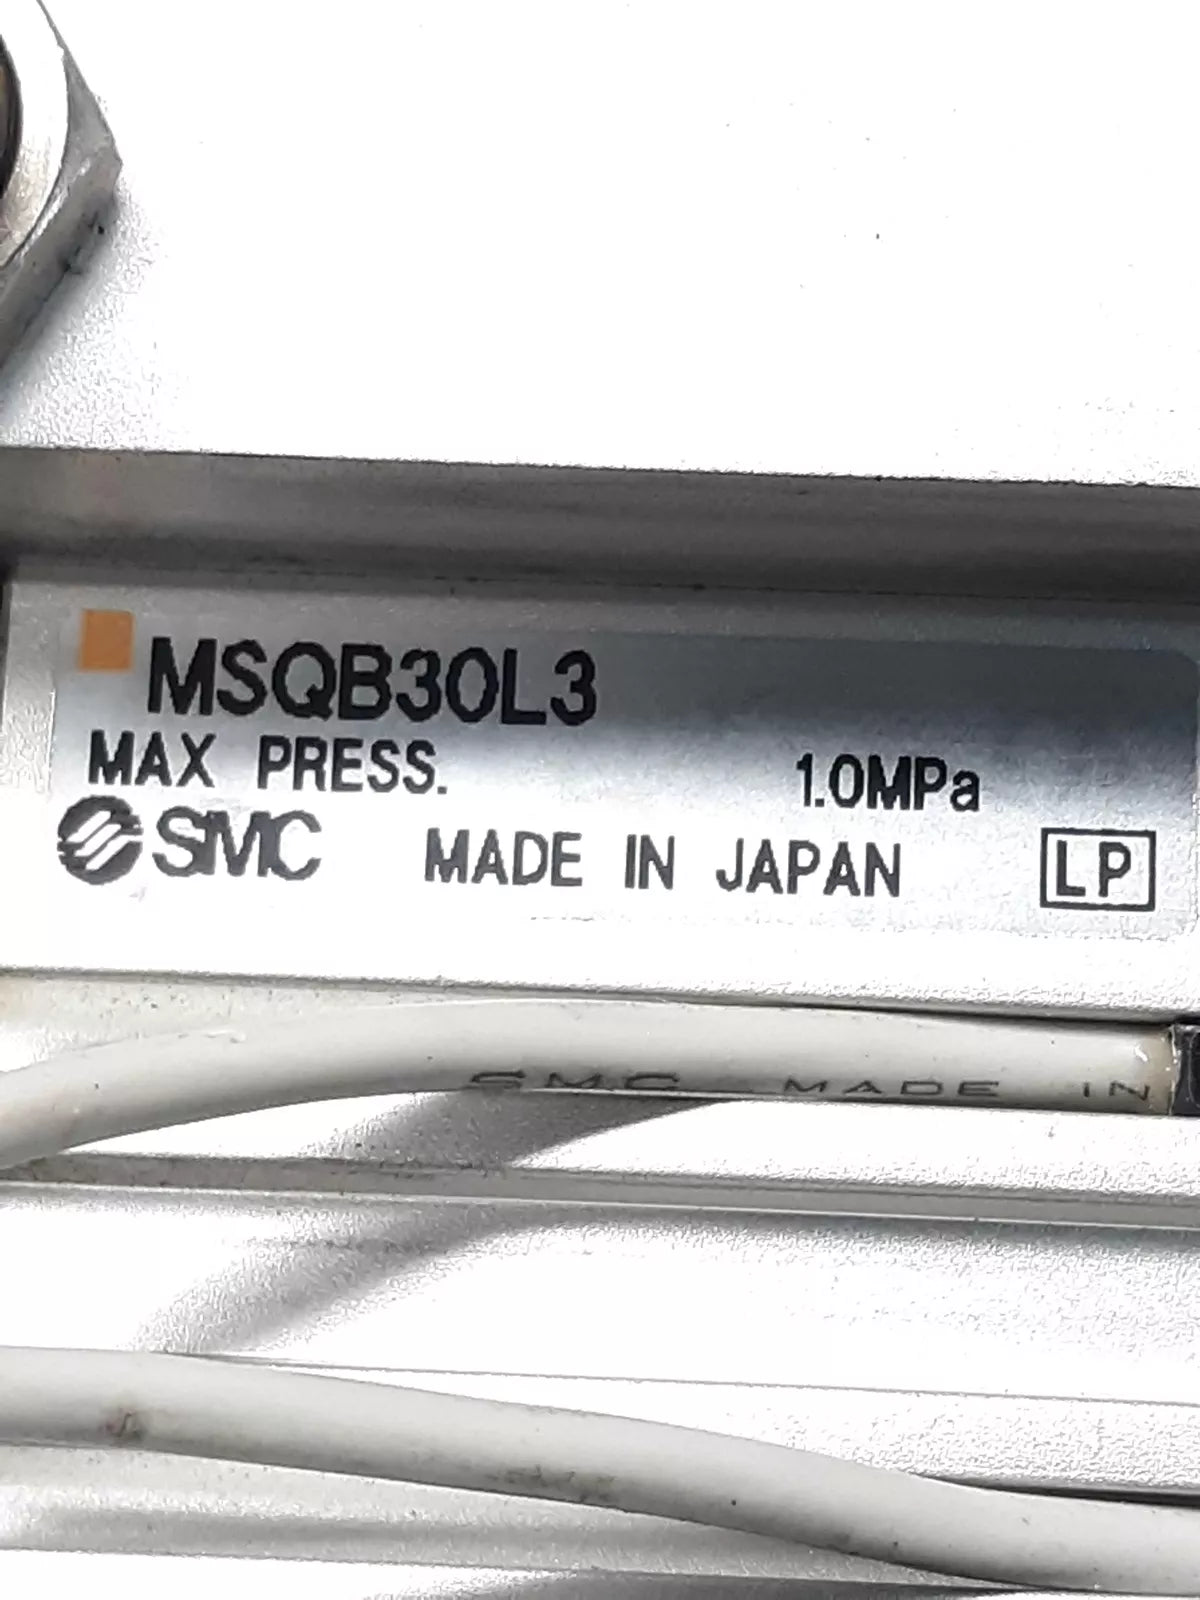 MSQB30L3
MAX PRESS. 1.0MPa
SMC MADE IN JAPAN LP
SMC MADE IN